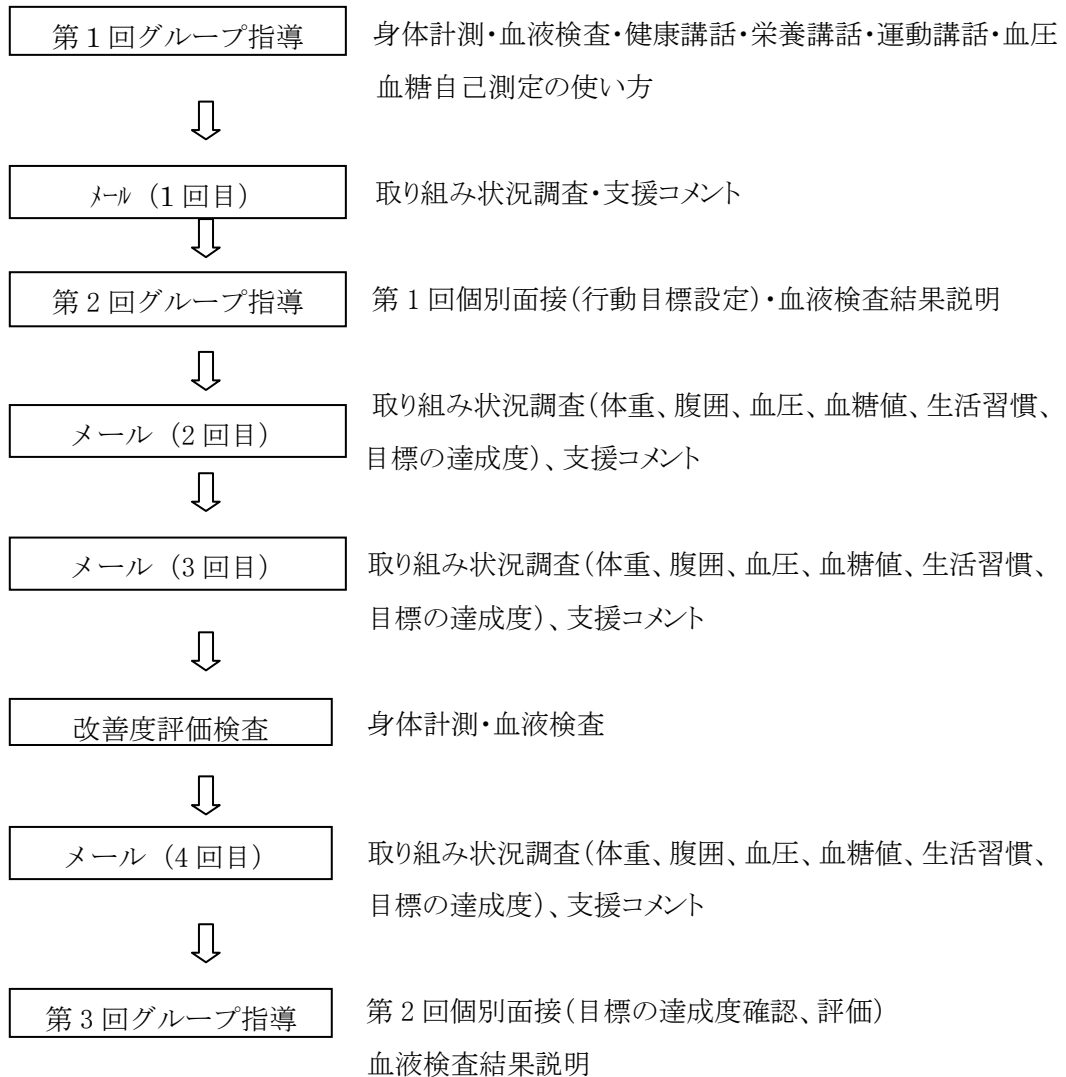 第1回グループ指導
身体計測・血液検査・健康講話・栄養講話・運動講話・血圧
血糖自己測定の使い方
⇩
ﾒｰﾙ（1回目）
取り組み状況調査・支援コメント
⇩
第2回グループ指導
第1回個別面接(行動目標設定)・血液検査結果説明
⇩
メール（2回目）
取り組み状況調査(体重、腹囲、血圧、血糖値、生活習慣、
目標の達成度)、支援コメント
⇩
メール（3回目）
取り組み状況調査(体重、腹囲、血圧、血糖値、生活習慣、
目標の達成度)、支援コメント
⇩
改善度評価検査
身体計測・血液検査
⇩
メール（4回目）
取り組み状況調査(体重、腹囲、血圧、血糖値、生活習慣、
目標の達成度)、支援コメント
⇩
第3回グループ指導
第2回個別面接(目標の達成度確認、評価)
血液検査結果説明